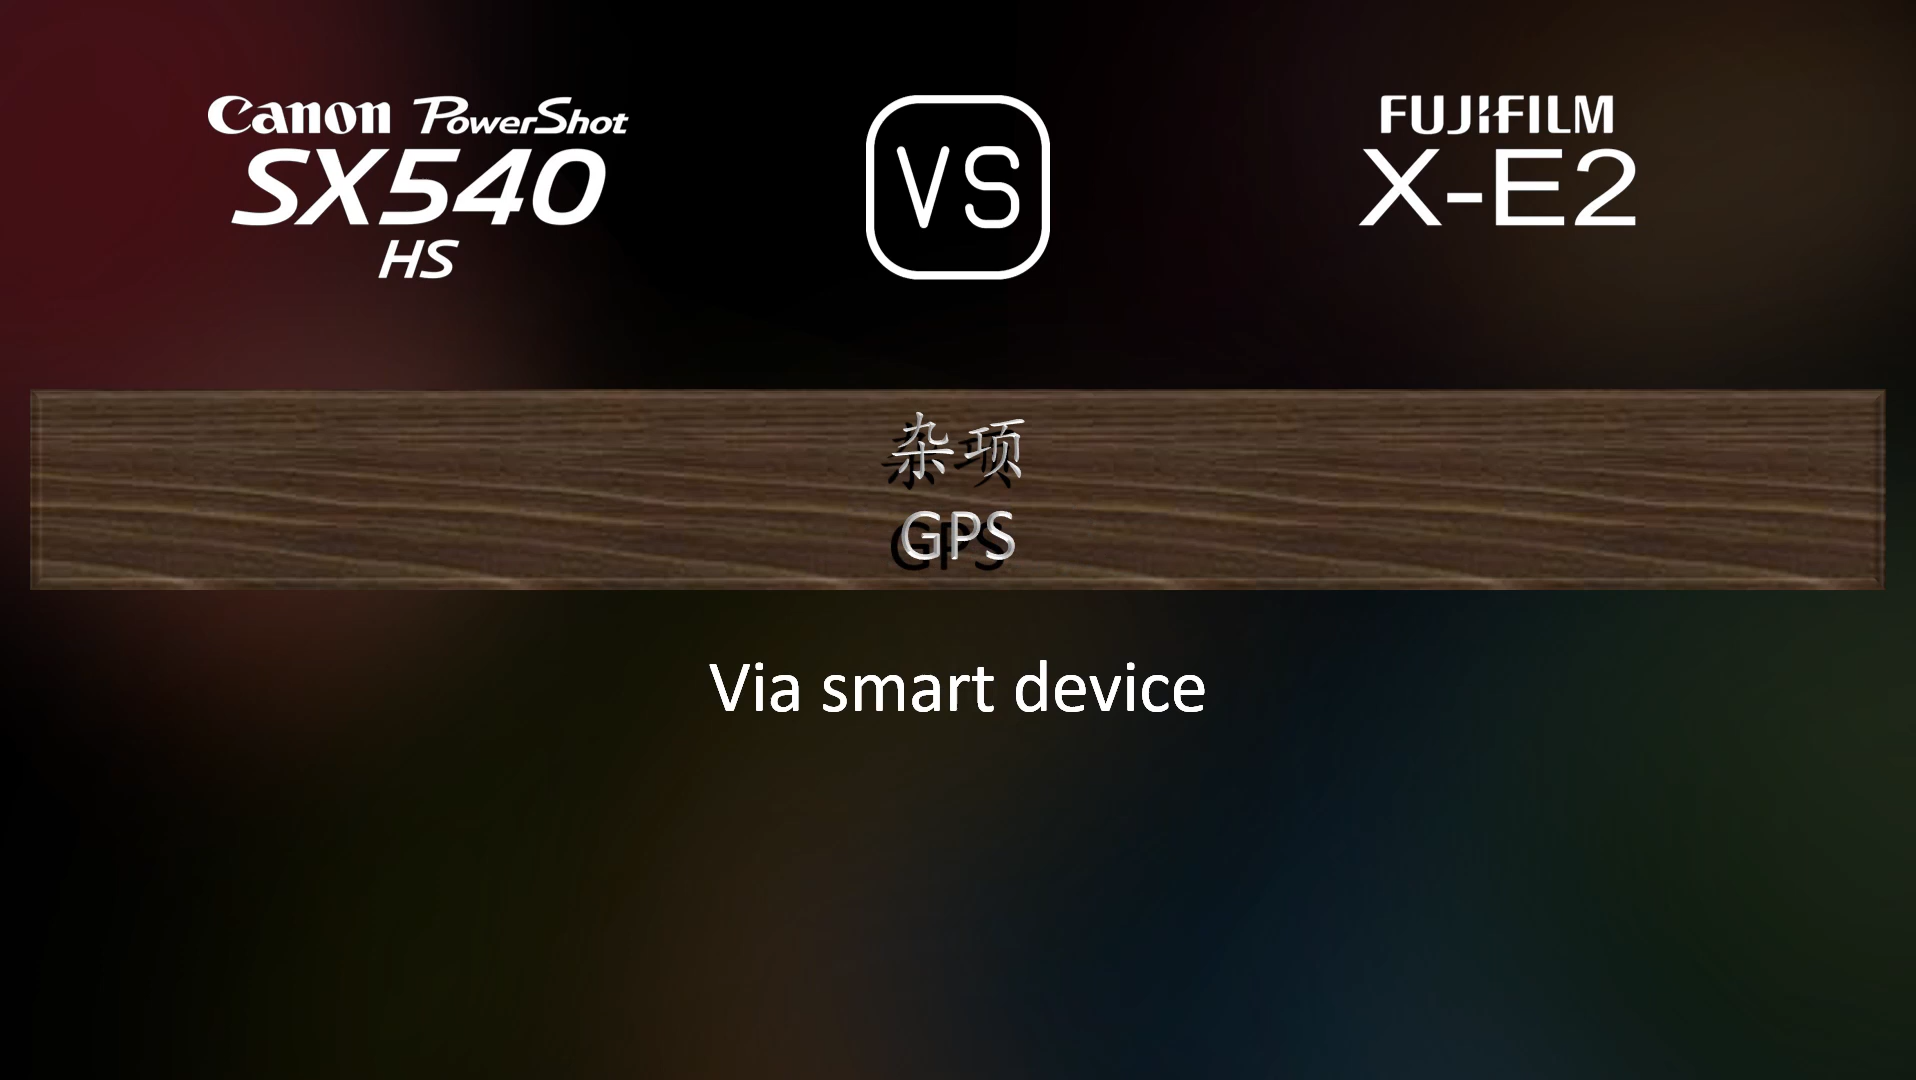 Canon PowerShot
SX540
HS
VS
FUJIFILM
X-E2
杂项
GPS
Via smart device